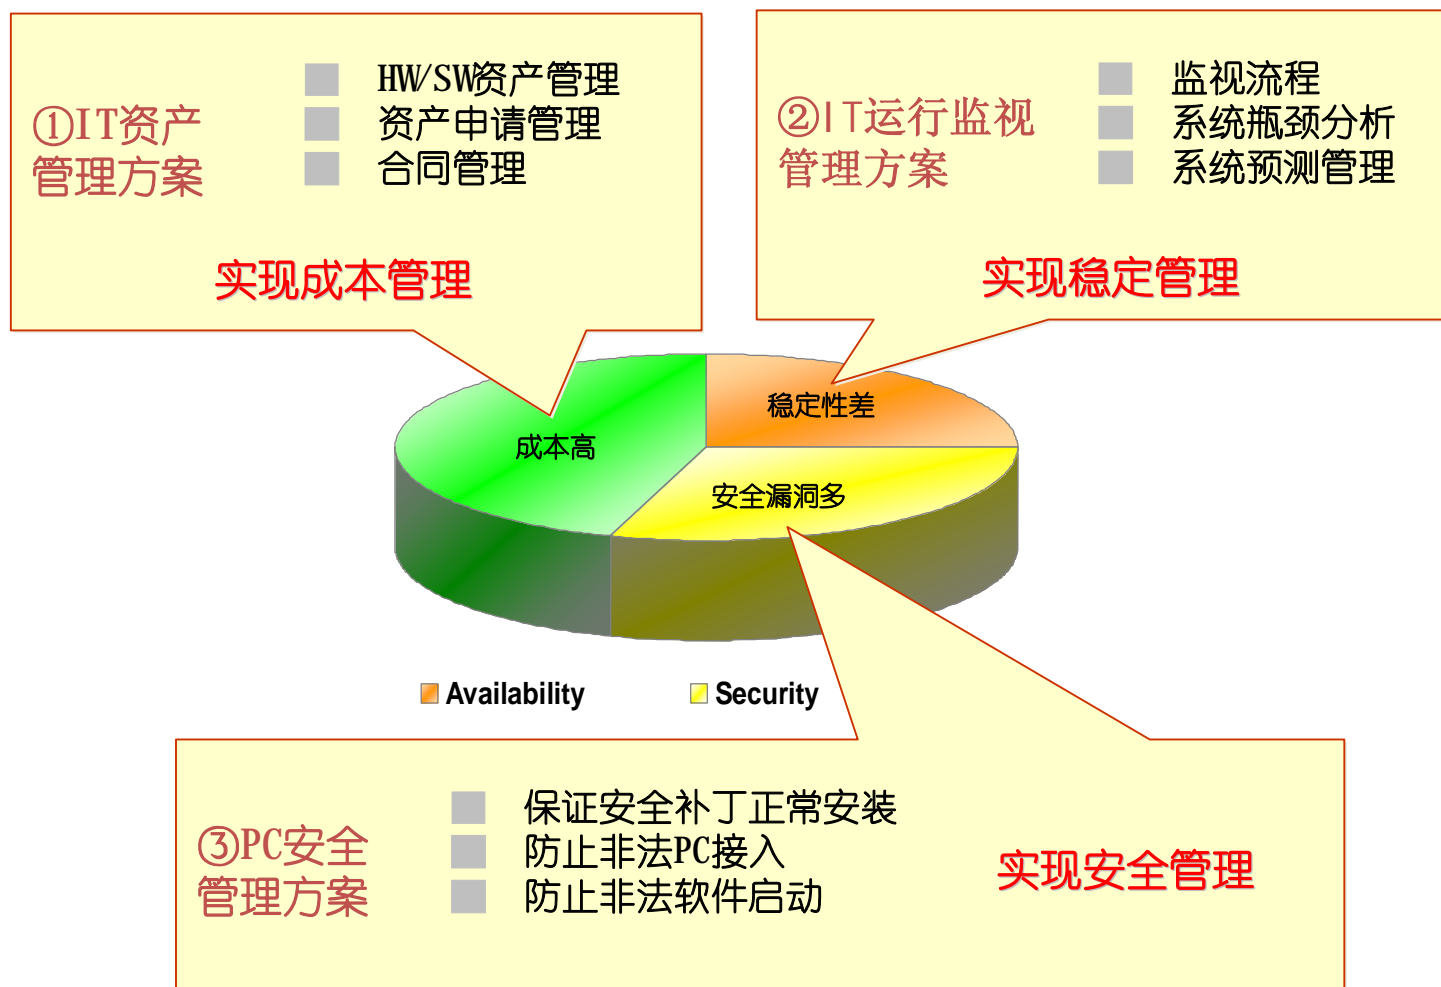 ①IT资产
管理方案
HW/SW资产管理
资产申请管理
合同管理
实现成本管理
②IT运行监视
管理方案
监视流程
系统瓶颈分析
系统预测管理
实现稳定管理
稳定性差
成本高
安全漏洞多
Availability
Security
③PC安全
管理方案
保证安全补丁正常安装
防止非法PC接入
防止非法软件启动
实现安全管理